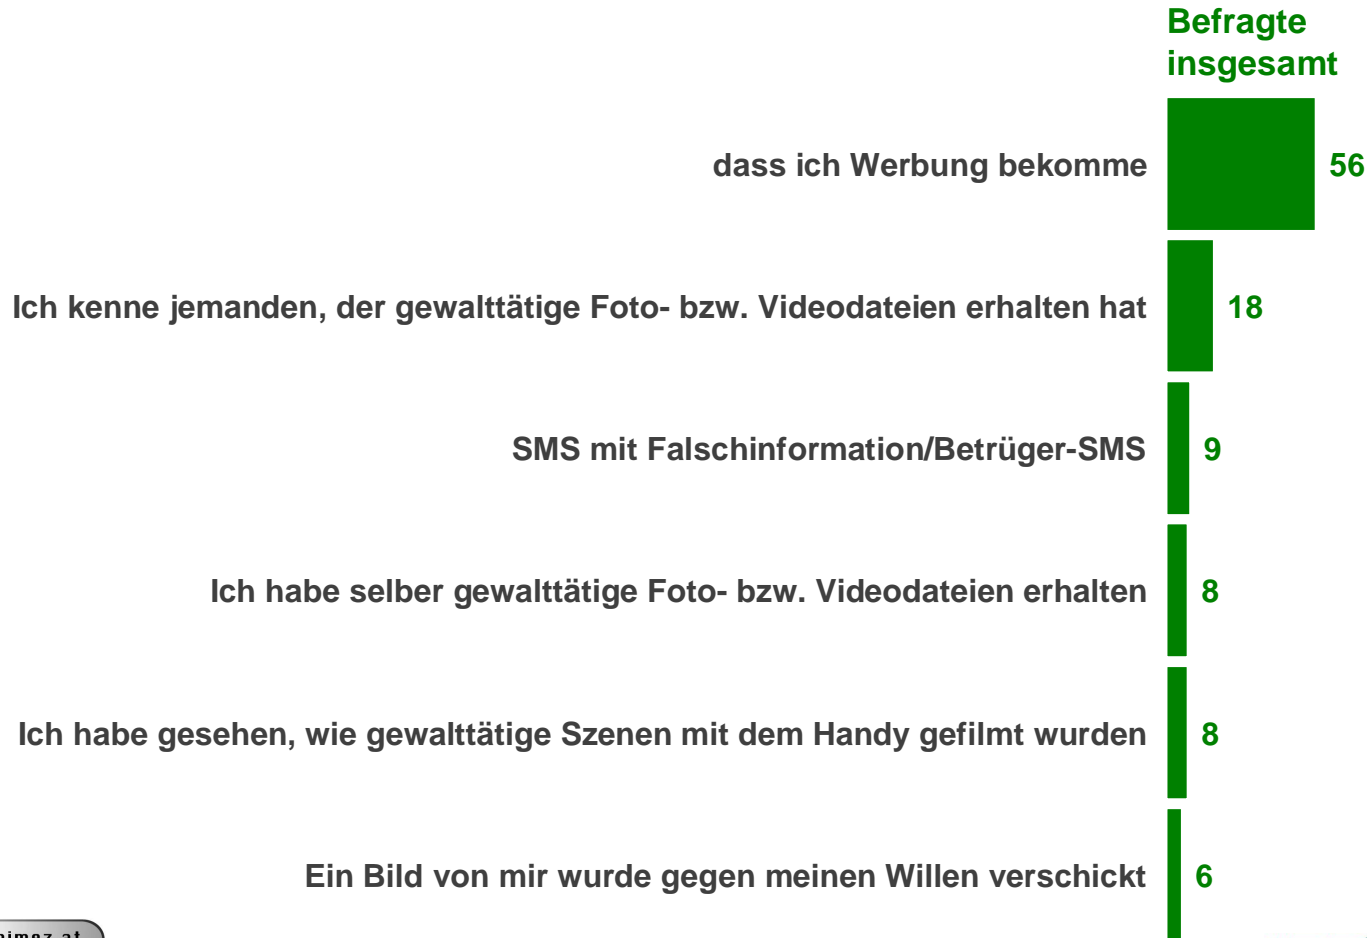 Befragte
insgesamt
dass ich Werbung bekomme 56
Ich kenne jemanden, der gewalttätige Foto- bzw. Videodateien erhalten hat 18
SMS mit Falschinformation/Betrüger-SMS 9
Ich habe selber gewalttätige Foto- bzw. Videodateien erhalten 8
Ich habe gesehen, wie gewalttätige Szenen mit dem Handy gefilmt wurden 8
Ein Bild von mir wurde gegen meinen Willen verschickt 6